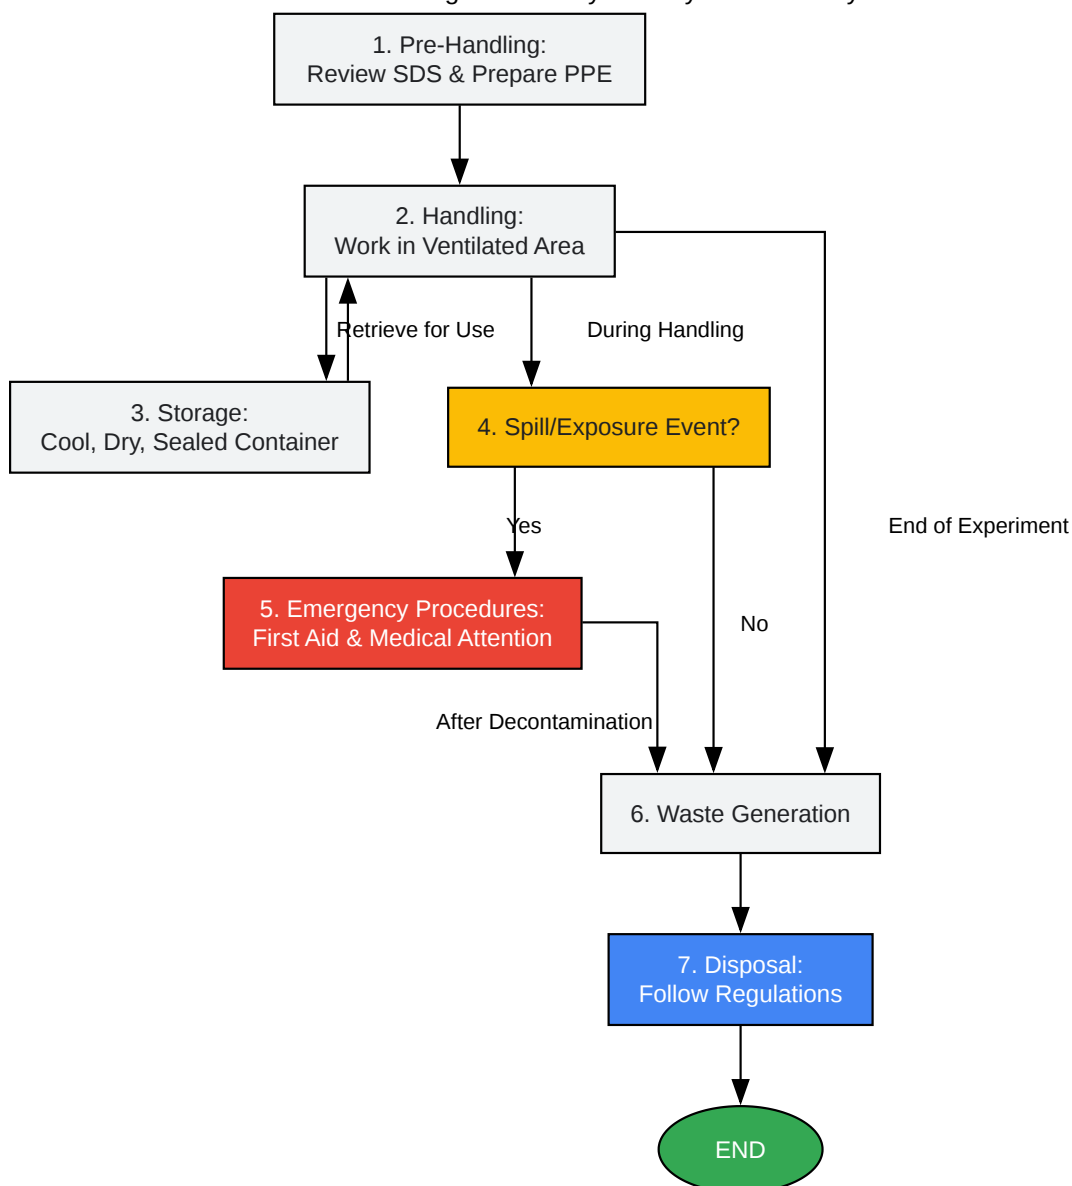 1. Pre-Handling:
Review SDS & Prepare PPE
2. Handling:
Work in Ventilated Area
Retrieve for Use
During Handling
3. Storage:
Cool, Dry, Sealed Container
4. Spill/Exposure Event?
Yes
End of Experiment
5. Emergency Procedures:
First Aid & Medical Attention
No
After Decontamination
6. Waste Generation
7. Disposal:
Follow Regulations
END